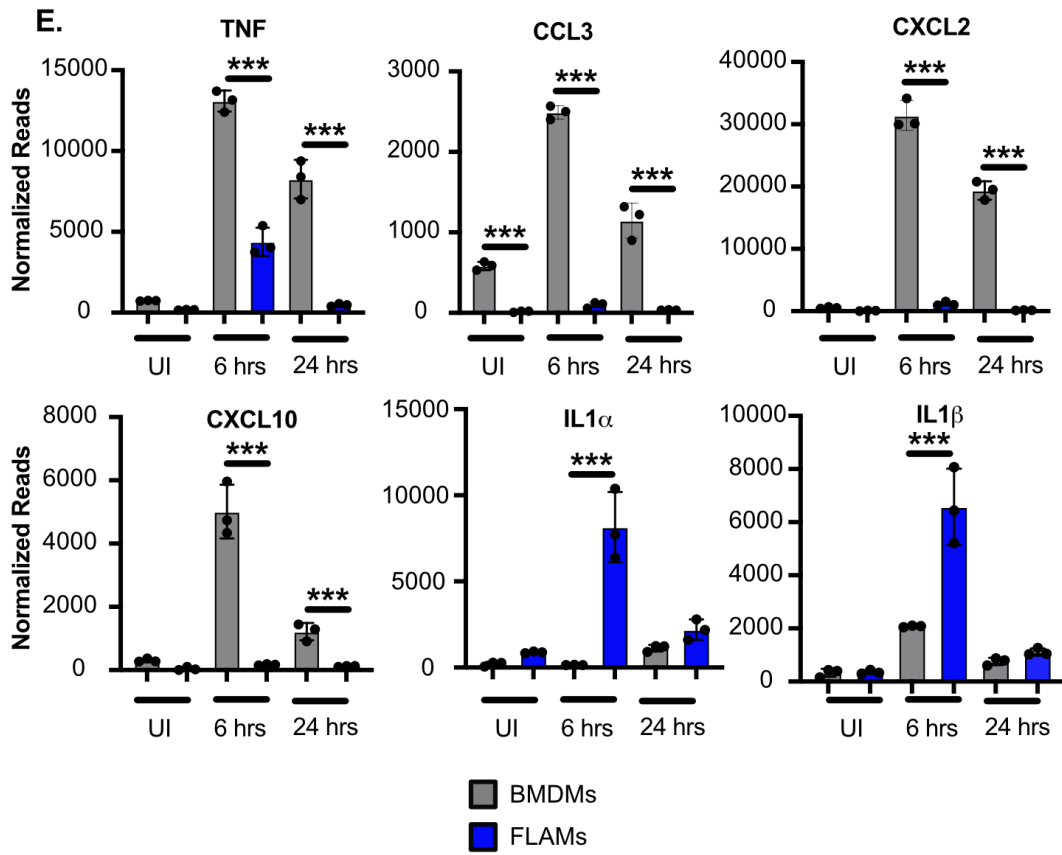 E.
TNF
CCL3
CXCL2
Normalized Reads
15000
10000
5000
0
***
***
UI
6 hrs
24 hrs
3000
2000
1000
0
***
***
***
UI
6 hrs
24 hrs
40000
30000
20000
10000
0
***
***
UI
6 hrs
24 hrs
CXCL10
IL1α
IL1β
Normalized Reads
8000
6000
4000
2000
0
***
***
UI
6 hrs
24 hrs
15000
10000
5000
0
***
UI
6 hrs
24 hrs
10000
8000
6000
4000
2000
0
***
UI
6 hrs
24 hrs
BMDMs
FLAMs